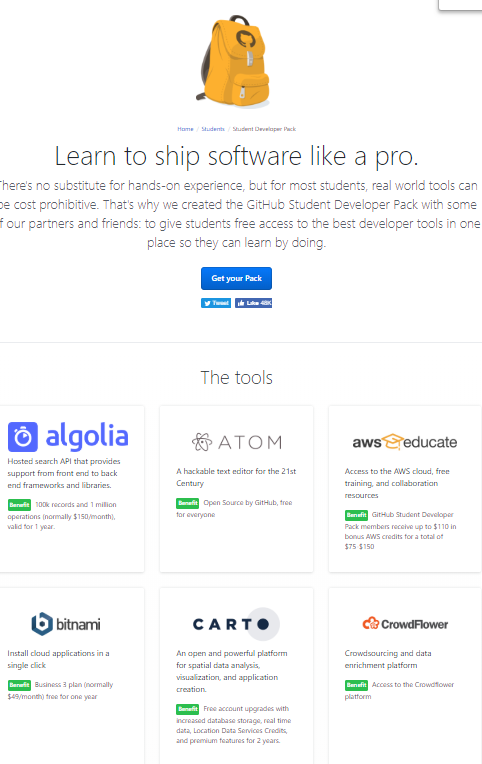 Home / Students / Student Developer Pack
Learn to ship software like a pro.
There's no substitute for hands-on experience, but for most students, real world tools can
be cost prohibitive. That's why we created the GitHub Student Developer Pack with some
of our partners and friends: to give students free access to the best developer tools in one
place so they can learn by doing.
Get your Pack
Tweet Like 48K
The tools
algolia
Hosted search API that provides
support from front end to back
end frameworks and libraries.
Benefit 100k records and 1 million
operations (normally $150/month),
valid for 1 year.
ATOM
A hackable text editor for the 21st
Century
Benefit Open Source by GitHub, free
for everyone
aws educate
Access to the AWS cloud, free
training, and collaboration
resources
Benefit GitHub Student Developer
Pack members receive up to $110 in
bonus AWS credits for a total of
$75-$150
bitnami
Install cloud applications in a
single click
Benefit Business 3 plan (normally
$49/month) free for one year
CARTO
An open and powerful platform
for spatial data analysis,
visualization, and application
creation.
Benefit Free account upgrades with
increased database storage, real time
data, Location Data Services Credits,
and premium features for 2 years.
CrowdFlower
Crowdsourcing and data
enrichment platform
Benefit Access to the Crowdflower
platform